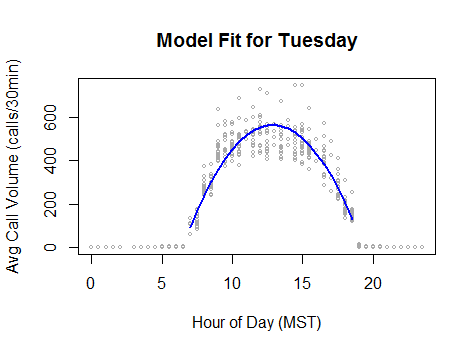 Model Fit for Tuesday
Avg Call Volume (calls/30min)
600
400
200
0
0 5 10 15 20
Hour of Day (MST)